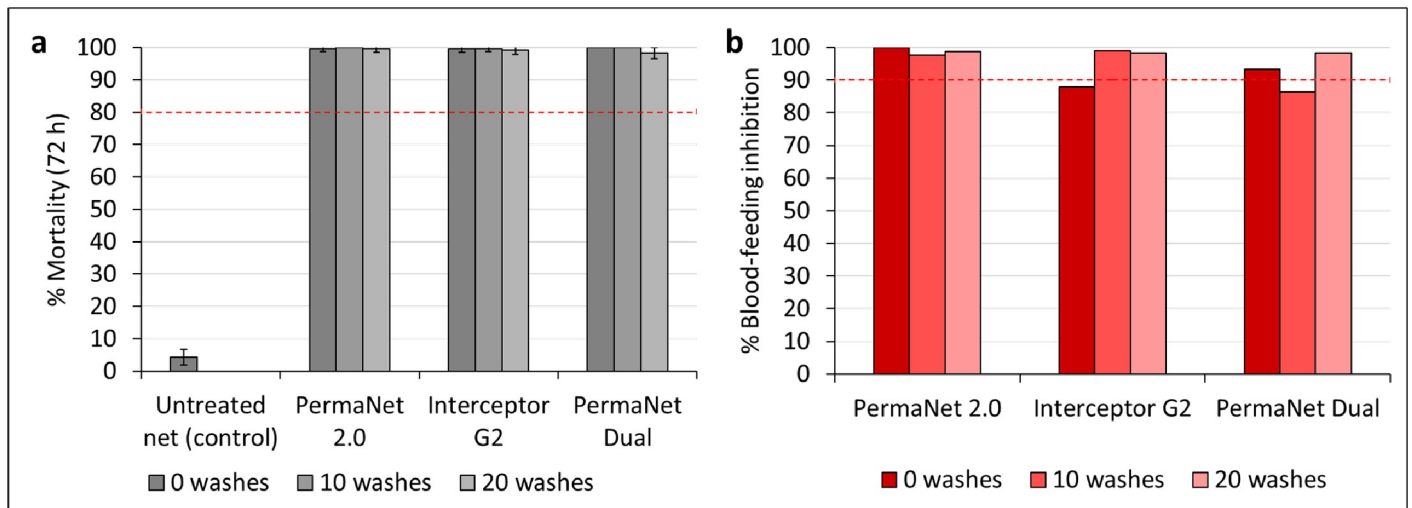 a
% Mortality (72 h)
100
90
80
70
60
50
40
30
20
10
0
Untreated
net (control)
PermaNet
2.0
Interceptor
G2
PermaNet
Dual
0 washes
10 washes
20 washes
b
% Blood-feeding inhibition
100
90
80
70
60
50
40
30
20
10
0
PermaNet 2.0
Interceptor G2
PermaNet Dual
0 washes
10 washes
20 washes